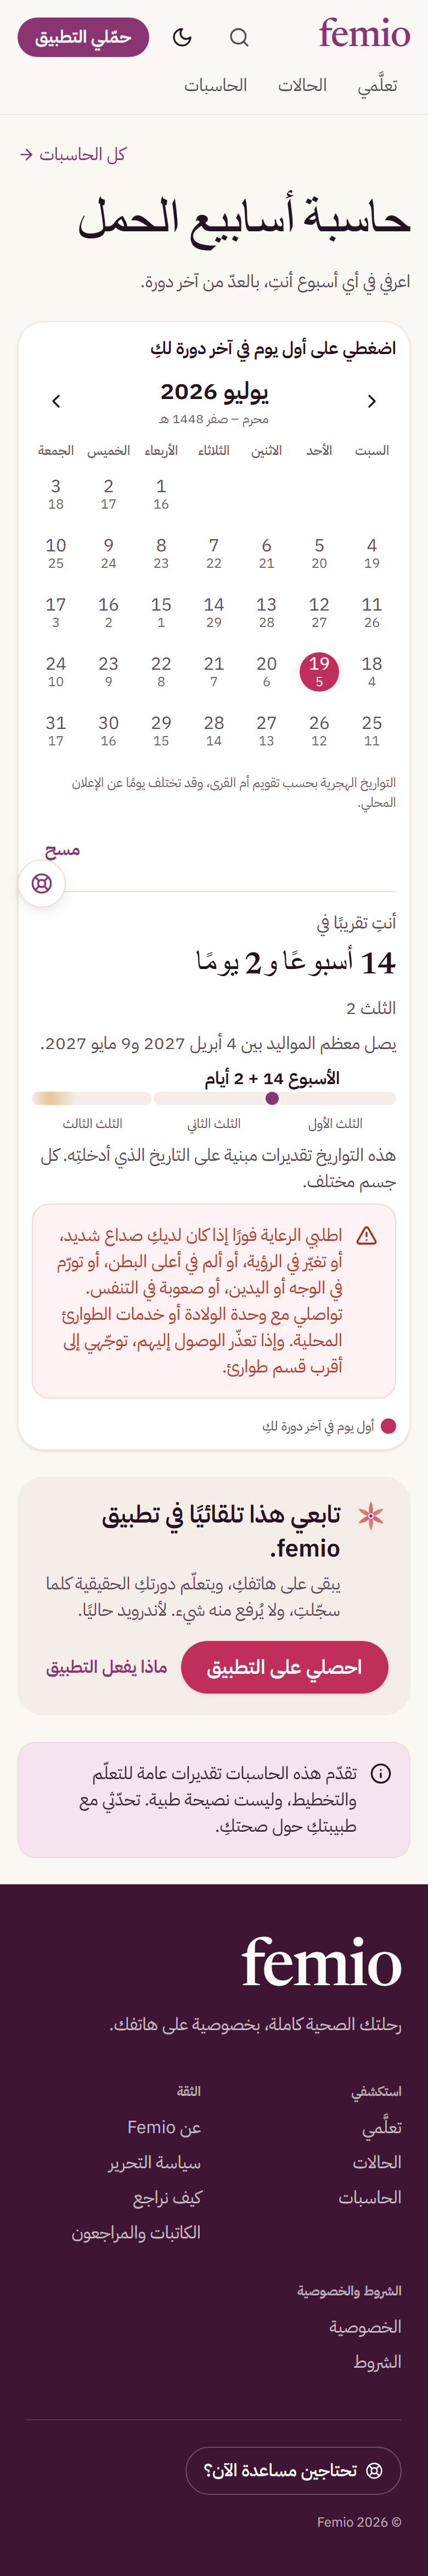 femio
حمّلي التطبيق
تعلَّمي
الحالات
الحاسبات
كل الحاسبات
حاسبة أسابيع الحمل
اعرفي في أي أسبوع أنتِ، بالعدّ من آخر دورة.
اضغطي على أول يوم في آخر دورة لكِ
يوليو 2026
محرم – صفر 1448 هـ
السبت الأحد الاثنين الثلاثاء الأربعاء الخميس الجمعة
1 2 3
16 17 18
4 5 6 7 8 9 10
19 20 21 22 23 24 25
11 12 13 14 15 16 17
26 27 28 29 1 2 3
18 19 20 21 22 23 24
4 5 6 7 8 9 10
25 26 27 28 29 30 31
11 12 13 14 15 16 17
التواريخ الهجرية بحسب تقويم أم القرى، وقد تختلف يومًا عن الإعلان
المحلي.
مسح
أنتِ تقريبًا في
14 أسبوعًا و2 يومًا
الثلث 2
يصل معظم المواليد بين 4 أبريل 2027 و9 مايو 2027.
الأسبوع 14 + 2 أيام
الثلث الأول
الثلث الثاني
الثلث الثالث
هذه التواريخ تقديرات مبنية على التاريخ الذي أدخلتِه. كل
جسم مختلف.
اطلبي الرعاية فورًا إذا كان لديكِ صداع شديد،
أو تغيّر في الرؤية، أو ألم في أعلى البطن، أو تورّم
في الوجه أو اليدين، أو صعوبة في التنفس.
تواصلي مع وحدة الولادة أو خدمات الطوارئ
المحلية. وإذا تعذّر الوصول إليهم، توجّهي إلى
أقرب قسم طوارئ.
أول يوم في آخر دورة لكِ
تابعي هذا تلقائيًا في تطبيق
femio.
يبقى على هاتفكِ، ويتعلّم دورتكِ الحقيقية كلما
سجّلتِ، ولا يُرفع منه شيء. لأندرويد حاليًا.
احصلي على التطبيق
ماذا يفعل التطبيق
تقدّم هذه الحاسبات تقديرات عامة للتعلّم
والتخطيط، وليست نصيحة طبية. تحدّثي مع
طبيبتكِ حول صحتكِ.
femio
رحلتك الصحية كاملة، بخصوصية على هاتفك.
استكشفي
تعلَّمي
الحالات
الحاسبات
الثقة
عن Femio
سياسة التحرير
كيف نراجع
الكاتبات والمراجعون
الشروط والخصوصية
الخصوصية
الشروط
تحتاجين مساعدة الآن؟
© 2026 Femio